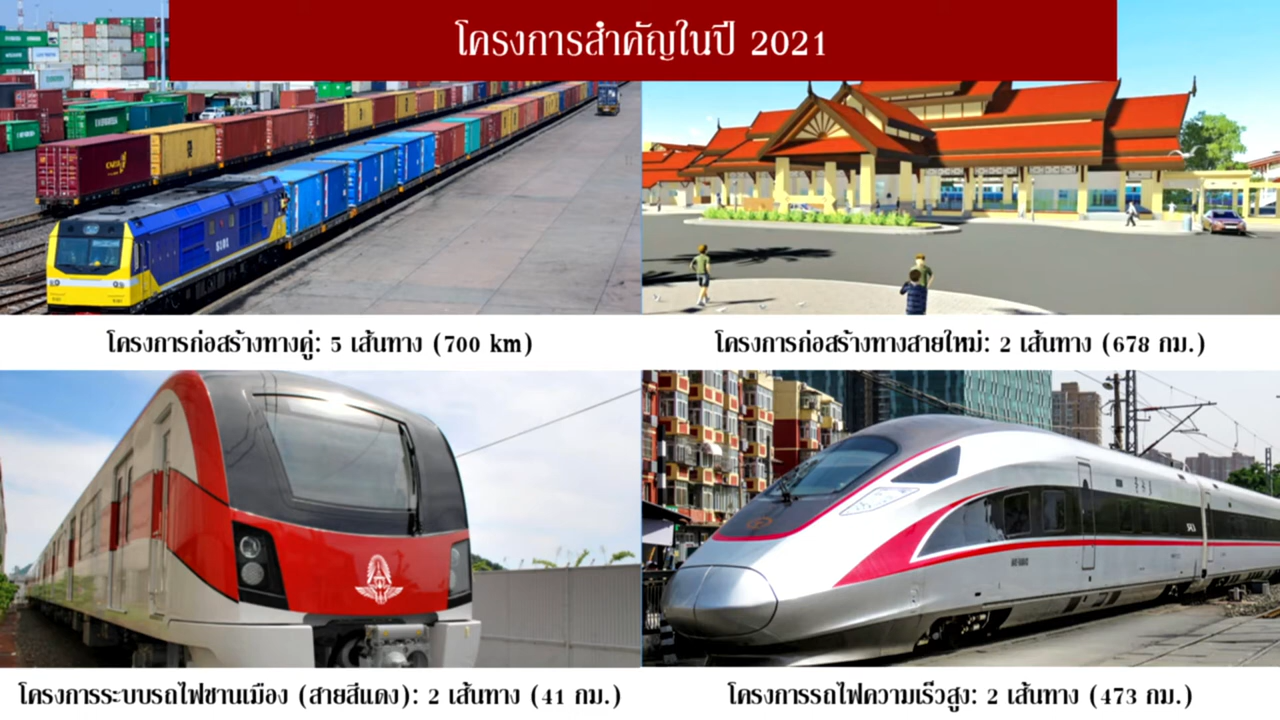 โครงการสำคัญในปี 2021
โครงการก่อสร้างทางคู่: 5 เส้นทาง (700 km)
โครงการก่อสร้างทางสายใหม่: 2 เส้นทาง (678 กม.)
โครงการระบบรถไฟชานเมือง (สายสีแดง): 2 เส้นทาง (41 กม.)
โครงการรถไฟความเร็วสูง: 2 เส้นทาง (473 กม.)